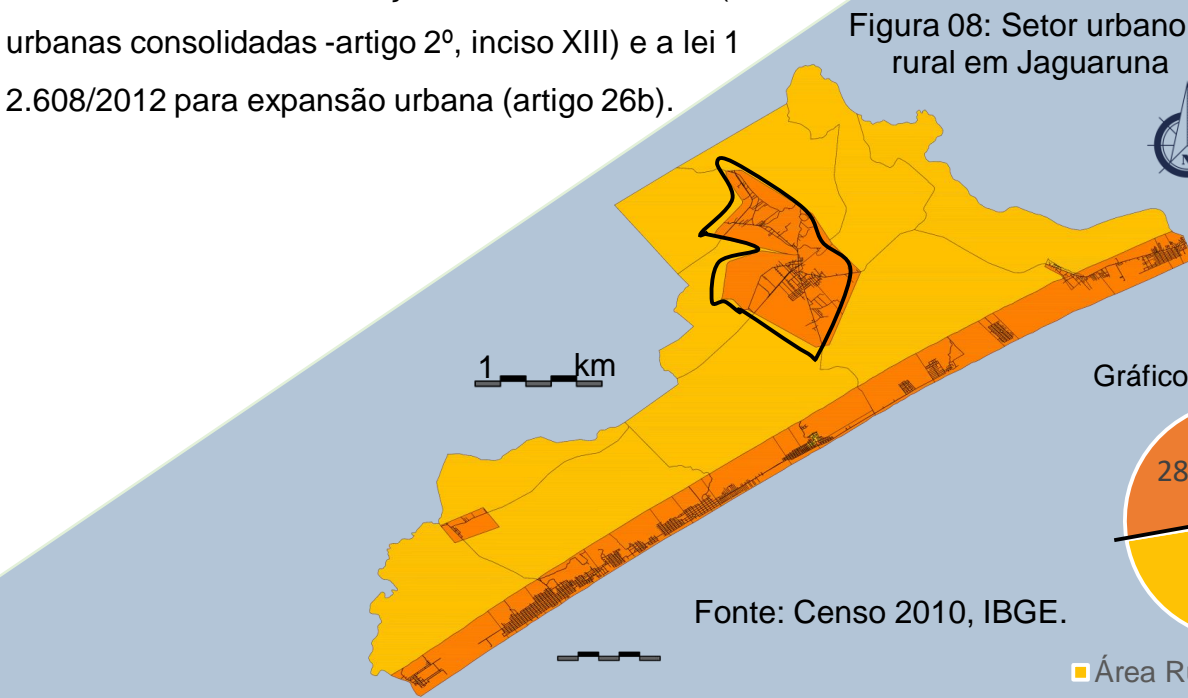 urbanas consolidadas -artigo 2º, inciso XIII) e a lei 1
2.608/2012 para expansão urbana (artigo 26b).
Figura 08: Setor urbano
rural em Jaguaruna
N
1 km
Gráfico
28
Fonte: Censo 2010, IBGE.
Área R